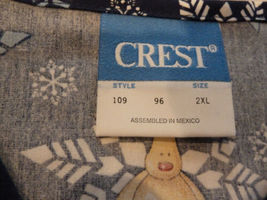 CREST®
STYLE SIZE
109 96 2XL
ASSEMBLED IN MEXICO